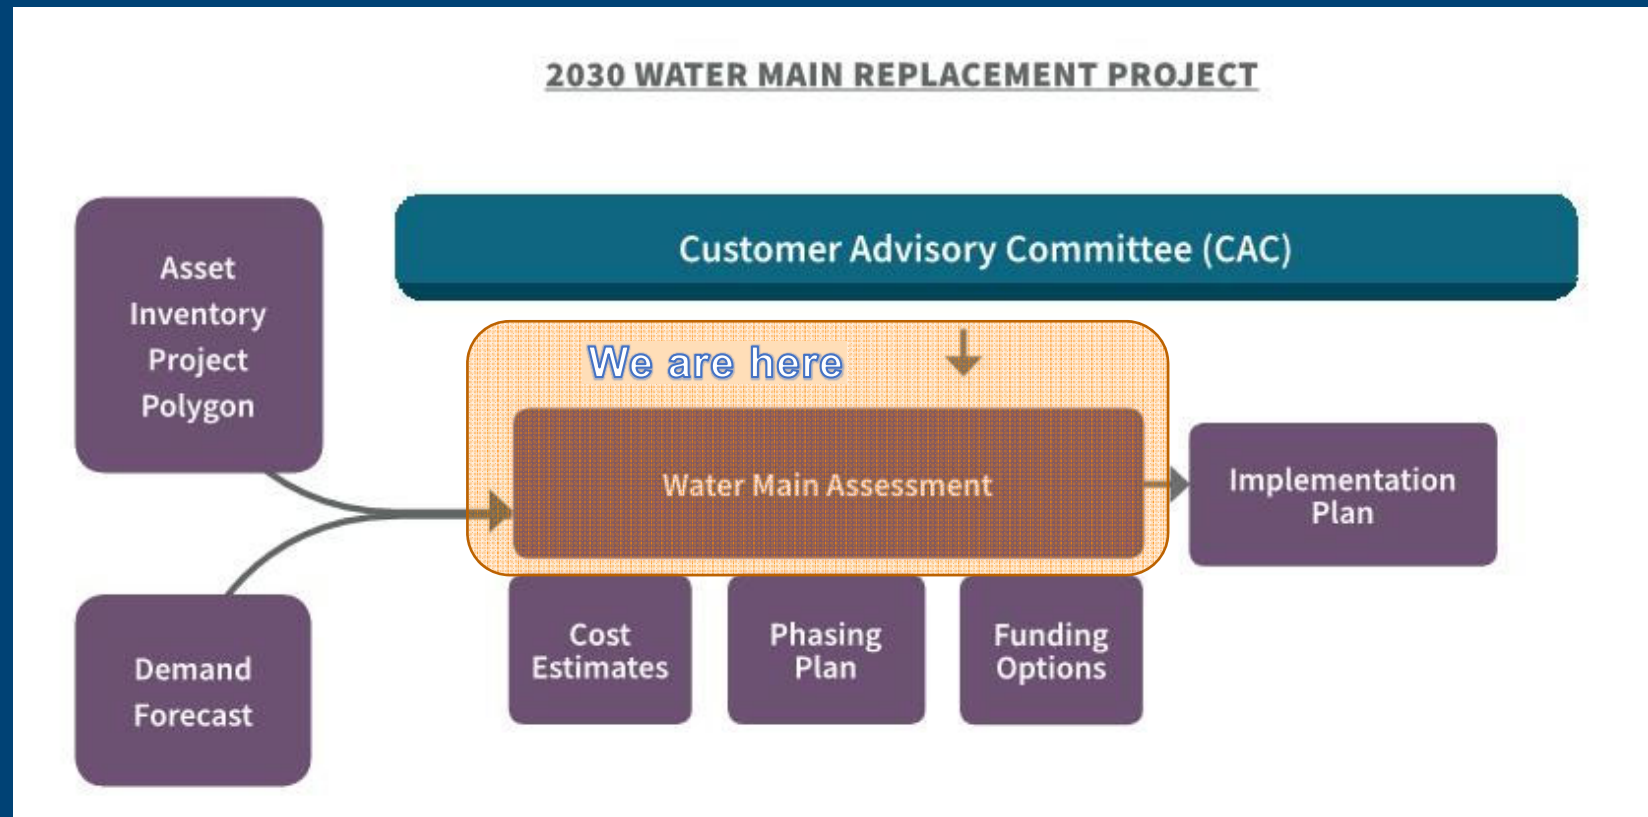 2030 WATER MAIN REPLACEMENT PROJECT
Customer Advisory Committee (CAC)
Asset
Inventory
Project
Polygon
We are here
Water Main Assessment
Implementation
Plan
Demand
Forecast
Cost
Estimates
Phasing
Plan
Funding
Options